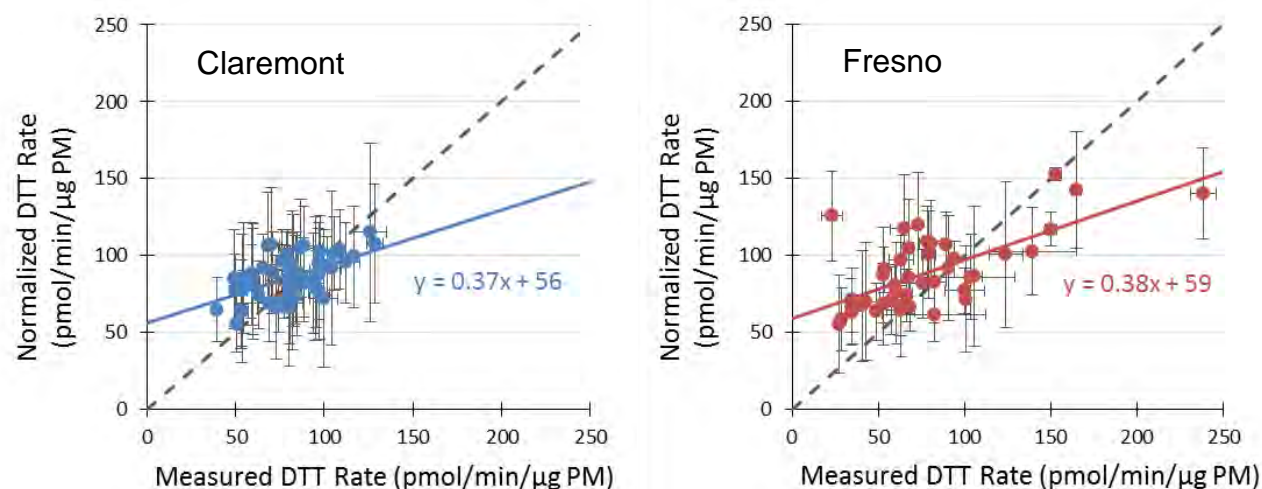 Claremont
Normalized DTT Rate
(pmol/min/µg PM)
250
200
150
100
50
0
y = 0.37x + 56
0 50 100 150 200 250
Measured DTT Rate (pmol/min/µg PM)
Fresno
Normalized DTT Rate
(pmol/min/µg PM)
250
200
150
100
50
0
y = 0.38x + 59
0 50 100 150 200 250
Measured DTT Rate (pmol/min/µg PM)